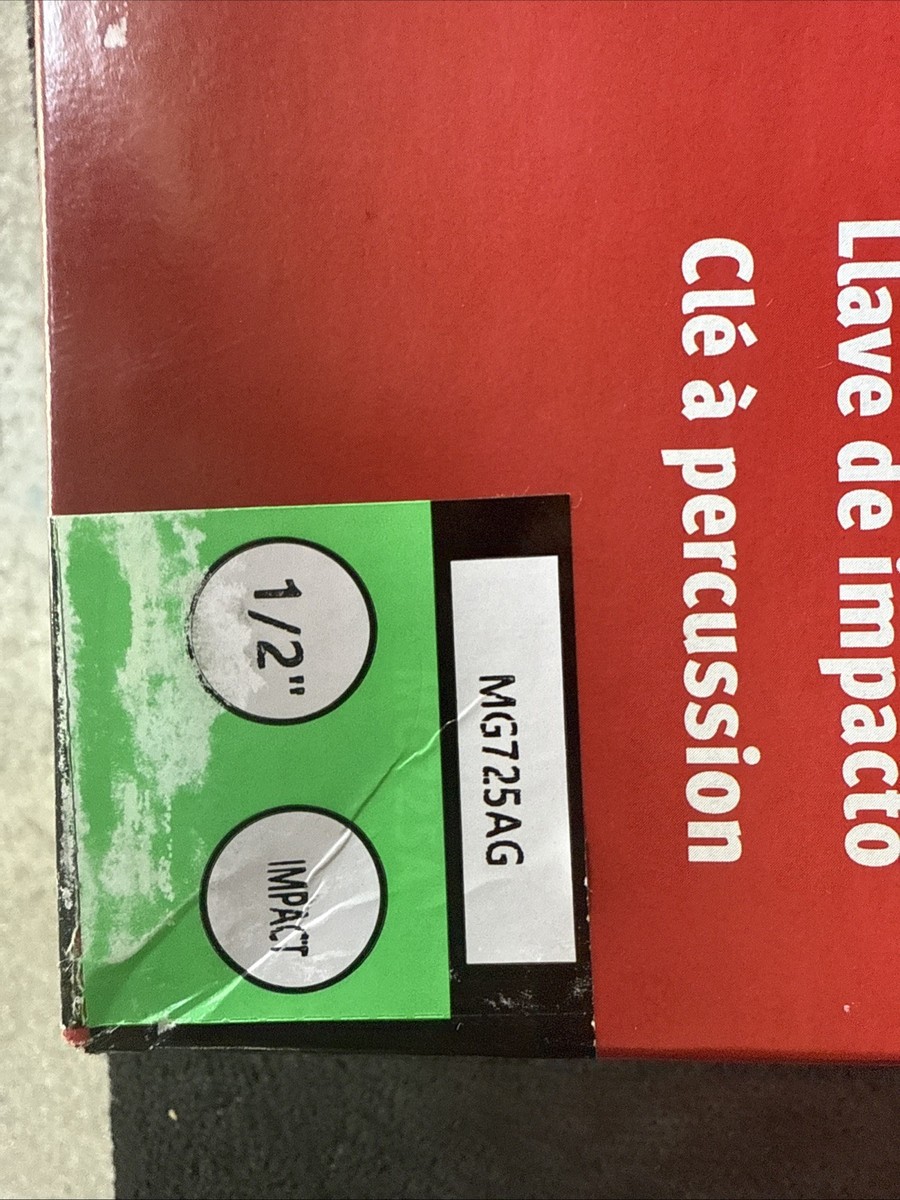 Llave de impacto
Clé à percussion
MG725AG
1/2"
IMPACT